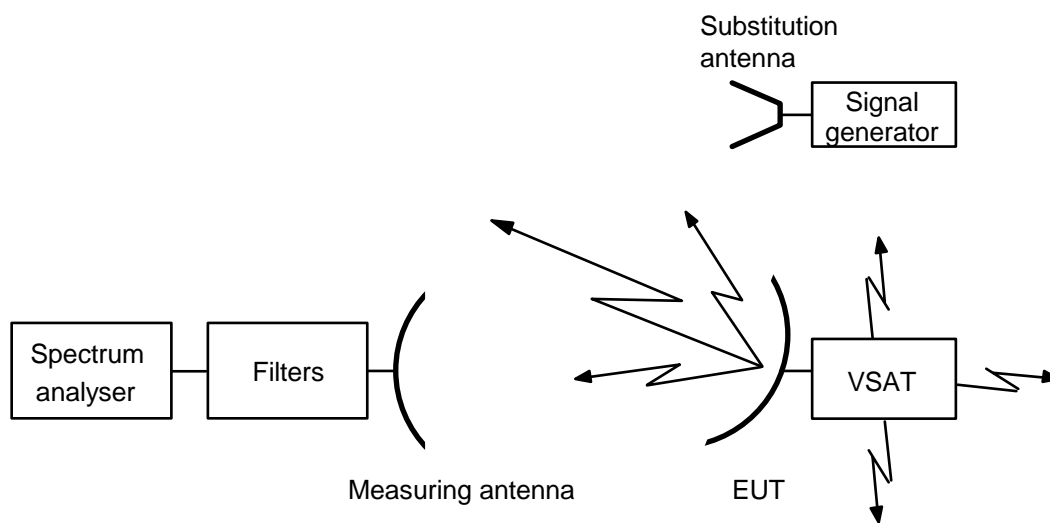 Substitution
antenna
Signal
generator
Spectrum
analyser
Filters
VSAT
Measuring antenna
EUT